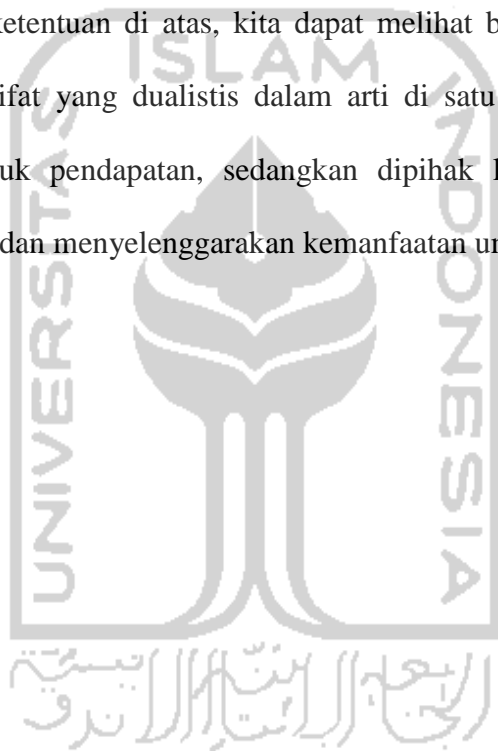 ketentuan di atas, kita dapat melihat b
ifat yang dualistis dalam arti di satu
uk pendapatan, sedangkan dipihak
dan menyelenggarakan kemanfaatan u
ISLAM
UNIVERSITAS
INDONESIA